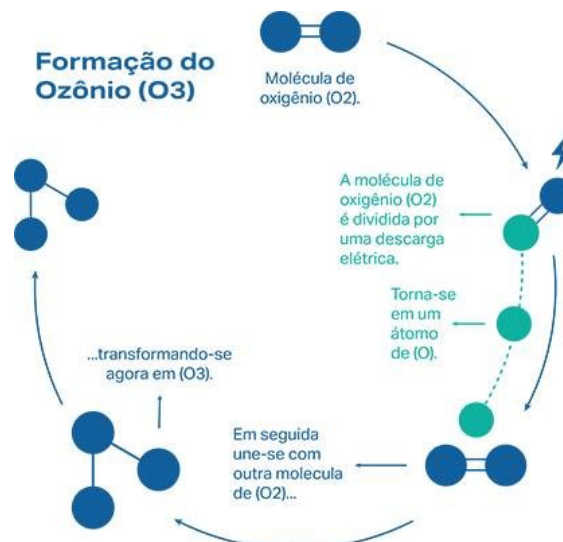 Formação do
Ozônio (O3)
Molécula de
oxigênio (O2).
A molécula de
oxigênio (O2)
é dividida por
uma descarga
elétrica.
Torna-se
em um
átomo
de (O).
Em seguida
une-se com
outra molecula
de (O2)...
...transformando-se
agora em (O3).